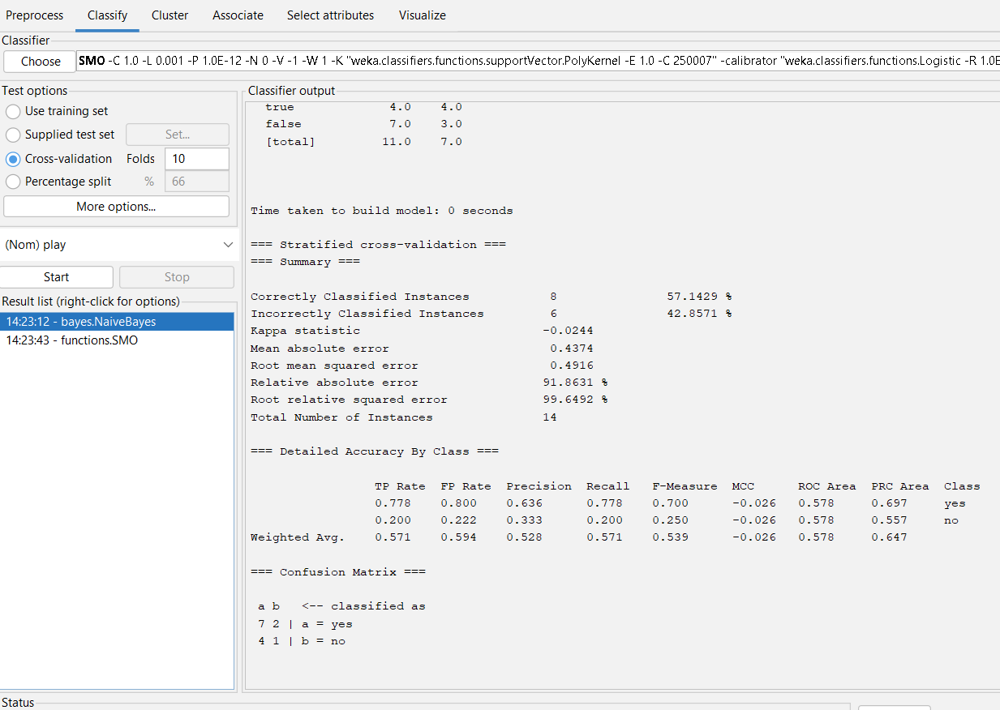 Preprocess Classify Cluster Associate Select attributes Visualize
Classifier
Choose SMO -C 1.0 -L 0.001 -P 1.0E-12 -N 0 -V -1 -W 1 -K "weka.classifiers.functions.supportVector.PolyKernel -E 1.0 -C 250007" -calibrator "weka.classifiers.functions.Logistic -R 1.0E
Test options
Use training set
Supplied test set Set...
Cross-validation Folds 10
Percentage split % 66
More options...
(Nom) play
Start Stop
Result list (right-click for options)
14:23:12 - bayes.NaiveBayes
14:23:43 - functions.SMO
Classifier output
true 4.0 4.0
false 7.0 3.0
[total] 11.0 7.0
Time taken to build model: 0 seconds
=== Stratified cross-validation ===
=== Summary ===
Correctly Classified Instances 8 57.1429 %
Incorrectly Classified Instances 6 42.8571 %
Kappa statistic -0.0244
Mean absolute error 0.4374
Root mean squared error 0.4916
Relative absolute error 91.8631 %
Root relative squared error 99.6492 %
Total Number of Instances 14
=== Detailed Accuracy By Class ===
TP Rate FP Rate Precision Recall F-Measure MCC ROC Area PRC Area Class
0.778 0.800 0.636 0.778 0.700 -0.026 0.578 0.697 yes
0.200 0.222 0.333 0.200 0.250 -0.026 0.578 0.557 no
Weighted Avg. 0.571 0.594 0.528 0.571 0.539 -0.026 0.578 0.647
=== Confusion Matrix ===
a b <-- classified as
7 2 | a = yes
4 1 | b = no
Status